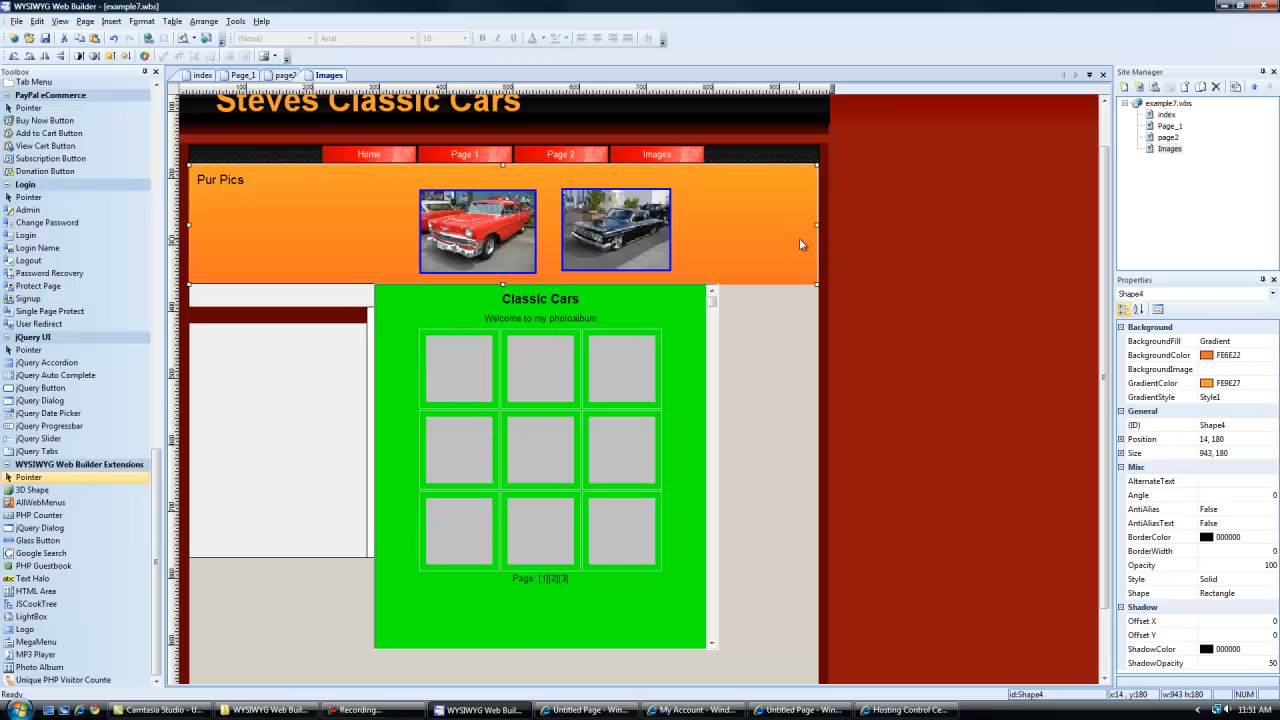 WYSIWYG Web Builder - [example7.wbs]
File Edit View Page Insert Format Table Arrange Tools Help
(None) Arial 10
Toolbox
index Page_1 page2 Images
Site Manager
Tab Menu
PayPal eCommerce
Pointer
Buy Now Button
Add to Cart Button
View Cart Button
Subscription Button
Donation Button
Login
Pointer
Admin
Change Password
Login
Login Name
Logout
Password Recovery
Protect Page
Signup
Single Page Protect
User Redirect
jQuery UI
Pointer
jQuery Accordion
jQuery Auto Complete
jQuery Button
jQuery Dialog
jQuery Date Picker
jQuery Progressbar
jQuery Slider
jQuery Tabs
WYSIWYG Web Builder Extensions
Pointer
3D Shape
AllWebMenus
PHP Counter
jQuery Dialog
Glass Button
Google Search
PHP Guestbook
Text Halo
HTML Area
JSCookTree
LightBox
Logo
MegaMenu
MP3 Player
Photo Album
Unique PHP Visitor Counte
Steves Classic Cars
Home Page 1 Page 2 Images
Pur Pics
Classic Cars
Welcome to my photoalbum
Page: [1][2][3]
example7.wbs
index
Page_1
page2
Images
Properties
Shape4
Background
BackgroundFill Gradient
BackgroundColor FE6E22
BackgroundImage
GradientColor FE9E27
GradientStyle Style1
General
(ID) Shape4
Position 14, 180
Size 943, 180
Misc
AlternateText
Angle 0
AntiAlias False
AntiAliasText False
BorderColor 000000
BorderWidth 0
Opacity 100
Style Solid
Shape Rectangle
Shadow
Offset X 0
Offset Y 0
ShadowColor 000000
ShadowOpacity 50
Ready
id:Shape4 x:14 , y:180 w:943 h:180 NUM
Camtasia Studio - U... WYSIWYG Web Buil... Recording... WYSIWYG Web Buil... Untitled Page - Win... My Account - Wind... Untitled Page - Win... Hosting Control Ce... 11:51 AM